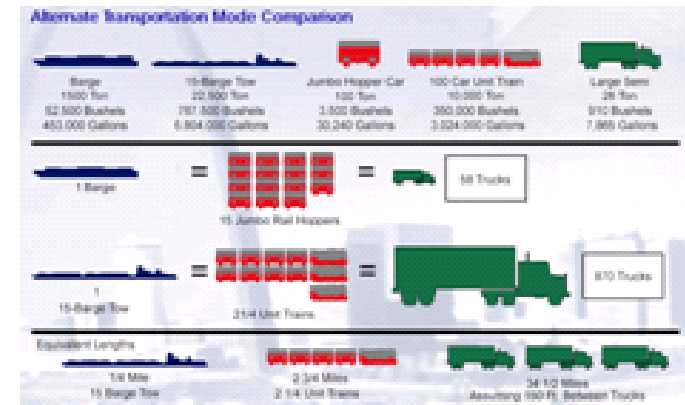 Alternate Transportation Mode Comparison
Barge
1500 Ton
52,500 Bushels
453,000 Gallons
15-Barge Tow
22,500 Ton
787,500 Bushels
6,804,000 Gallons
Jumbo Hopper Car
100 Ton
3,500 Bushels
30,240 Gallons
100 Car Unit Train
10,000 Ton
350,000 Bushels
3,024,000 Gallons
Large Semi
26 Ton
910 Bushels
7,865 Gallons
1 Barge
=
15 Jumbo Rail Hoppers
=
58 Trucks
1
15-Barge Tow
=
21/4 Unit Trains
=
870 Trucks
Equivalent Lengths
1/4 Mile
15 Barge Tow
2 3/4 Miles
2 1/4 Unit Trains
34 1/2 Miles
Assuming 150 Ft. Between Trucks